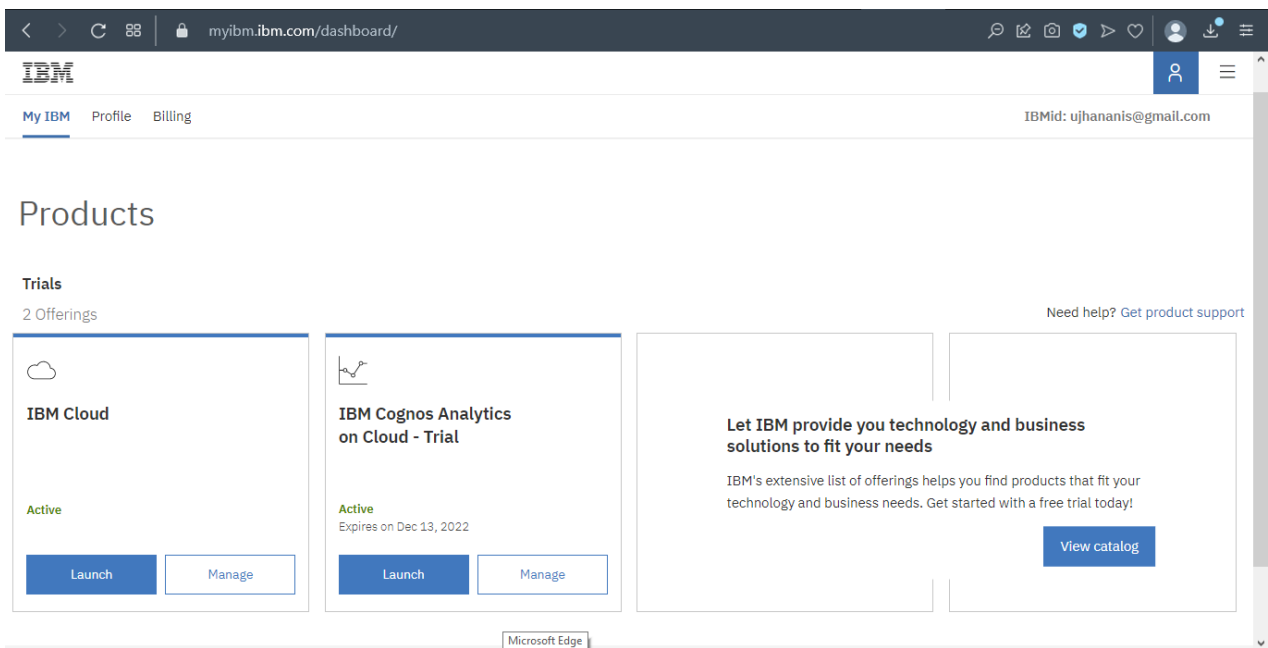 myibm.ibm.com/dashboard/
IBM
My IBM Profile Billing IBMid: ujhananis@gmail.com
Products
Trials
2 Offerings
Need help? Get product support
IBM Cloud
Active
Launch Manage
IBM Cognos Analytics
on Cloud - Trial
Active
Expires on Dec 13, 2022
Launch Manage
Let IBM provide you technology and business
solutions to fit your needs
IBM's extensive list of offerings helps you find products that fit your
technology and business needs. Get started with a free trial today!
View catalog
Microsoft Edge